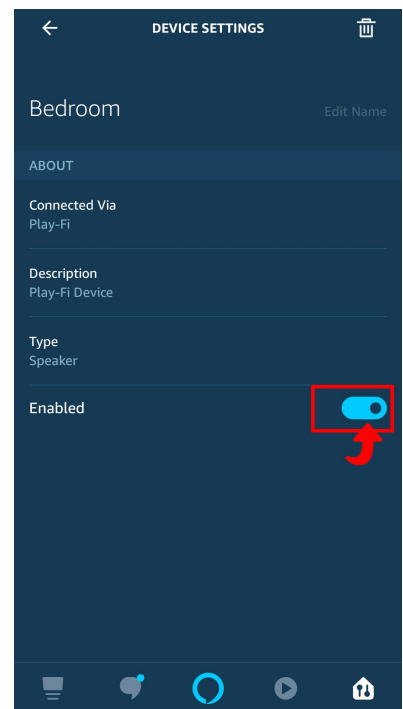 DEVICE SETTINGS
Bedroom
Edit Name
ABOUT
Connected Via
Play-Fi
Description
Play-Fi Device
Type
Speaker
Enabled